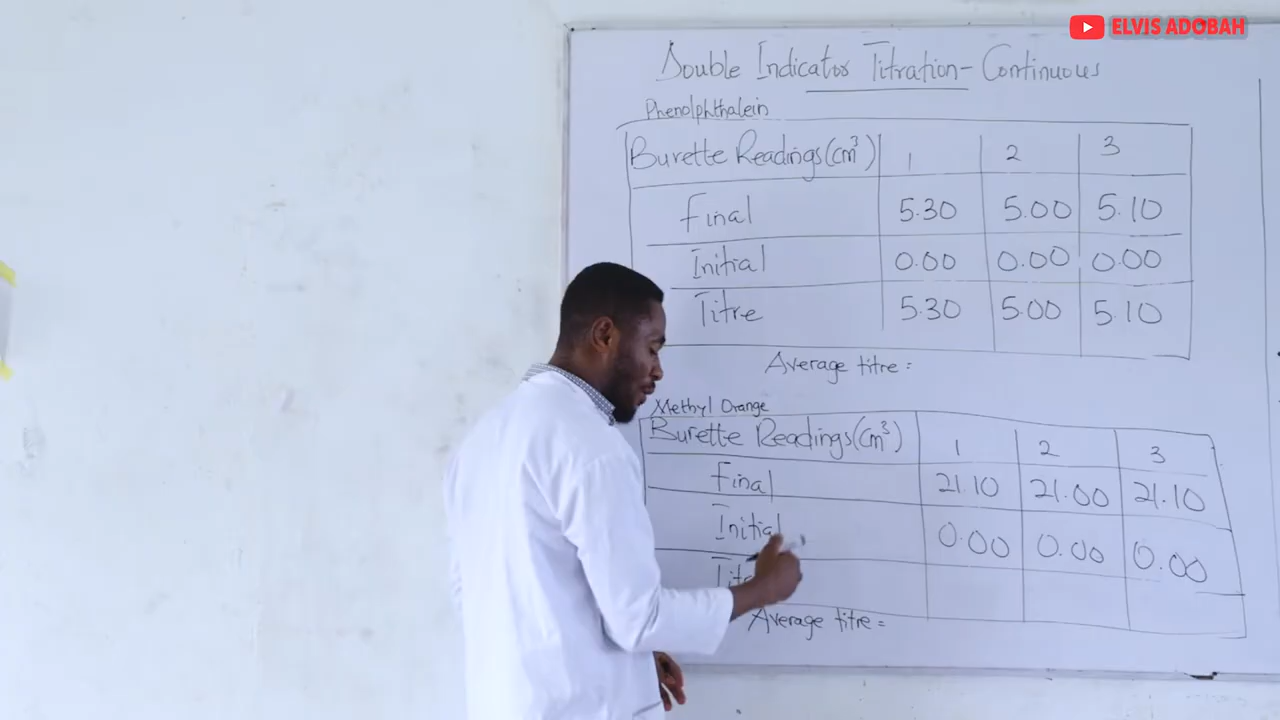 ELVIS ADOBAH
Double Indicator Titration - Continuous
Phenolphthalein
Burette Readings (cm³) 1 2 3
Final 5.30 5.00 5.10
Initial 0.00 0.00 0.00
Titre 5.30 5.00 5.10
Average titre :
Methyl Orange
Burette Readings (cm³) 1 2 3
Final 21.10 21.00 21.10
Initial 0.00 0.00 0.00
Average titre =